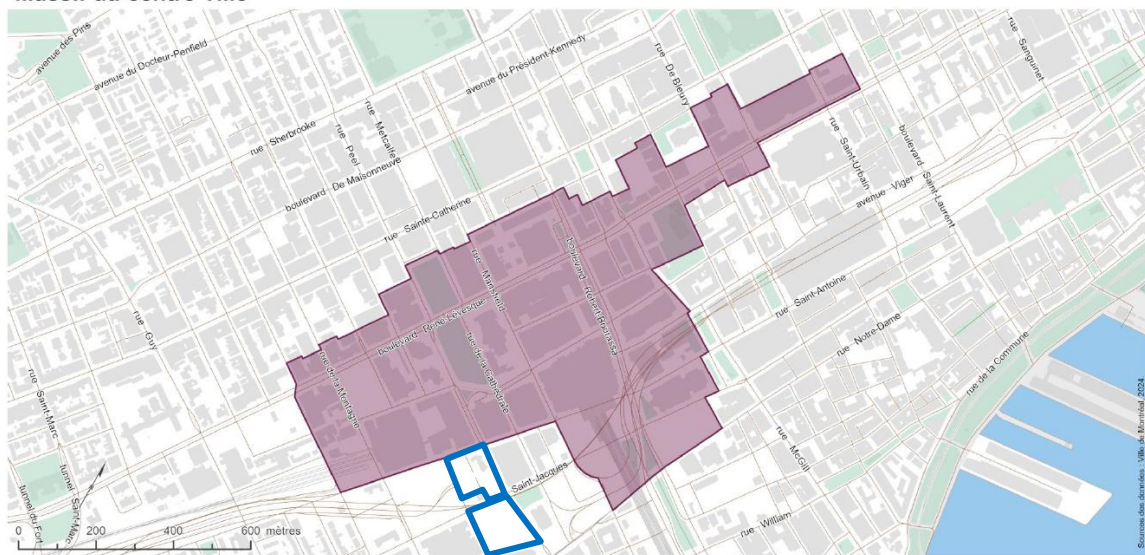 avenue des Pins
avenue du Docteur-Penfield
rue Sherbrooke
avenue du Président-Kennedy
rue De Bleury
rue Sanguinet
rue Metcalfe
rue Peel
boulevard De Maisonneuve
rue Sainte-Catherine
rue Saint-Urbain
boulevard Saint-Laurent
avenue Viger
rue Mansfield
boulevard Robert-Bourassa
rue Saint-Antoine
boulevard René-Lévesque
rue de la Cathédrale
rue Notre-Dame
rue Guy
rue de la Montagne
rue de la Commune
rue Saint-Marc
rue McGill
Saint-Jacques
tunnel Saint-Marc
tunnel du Fort
rue William
0 200 400 600 mètres
Sources des données : Ville de Montréal, 2024